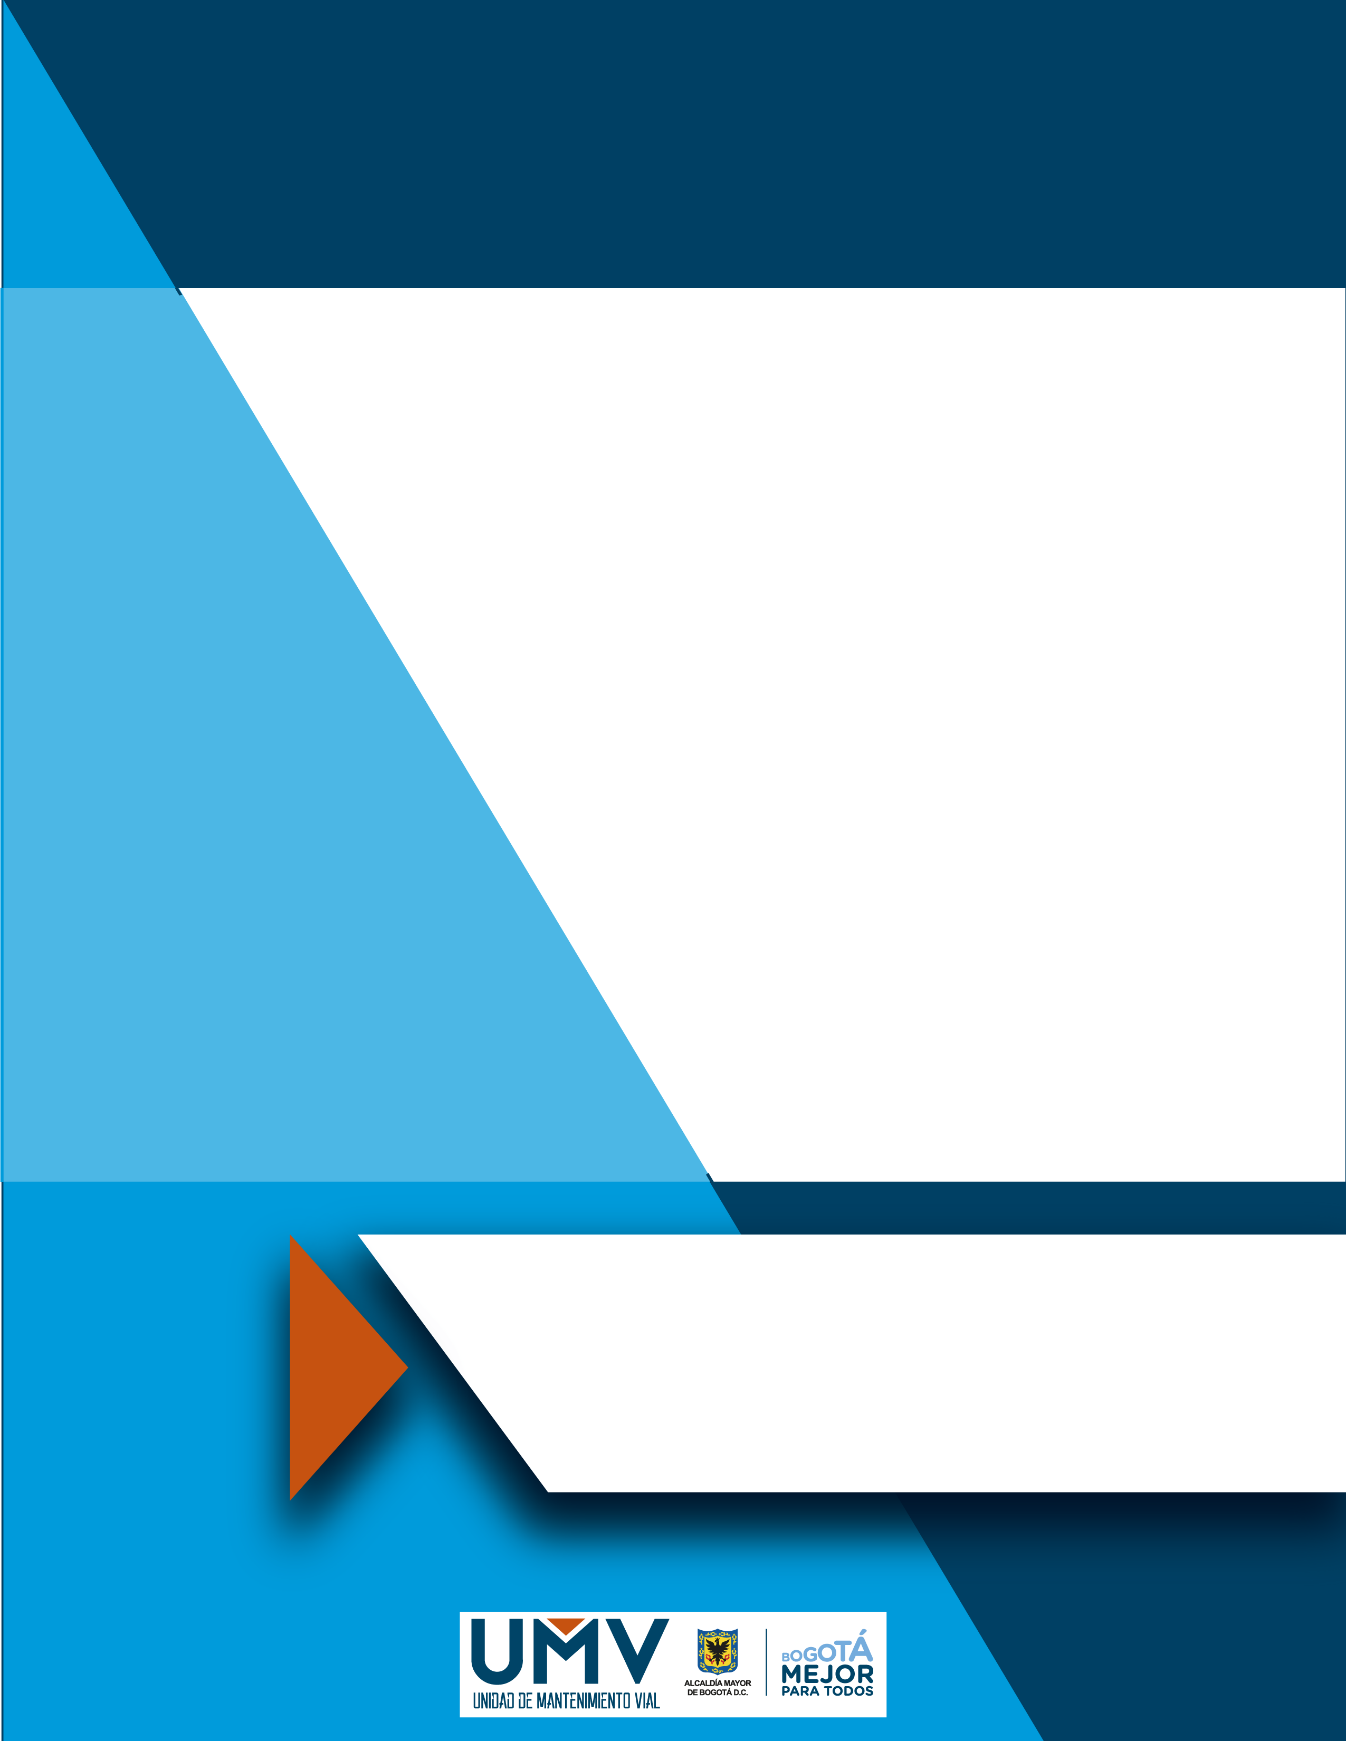 UMV
UNIDAD DE MANTENIMIENTO VIAL
ALCALDÍA MAYOR
DE BOGOTÁ D.C.
BOGOTÁ
MEJOR
PARA TODOS